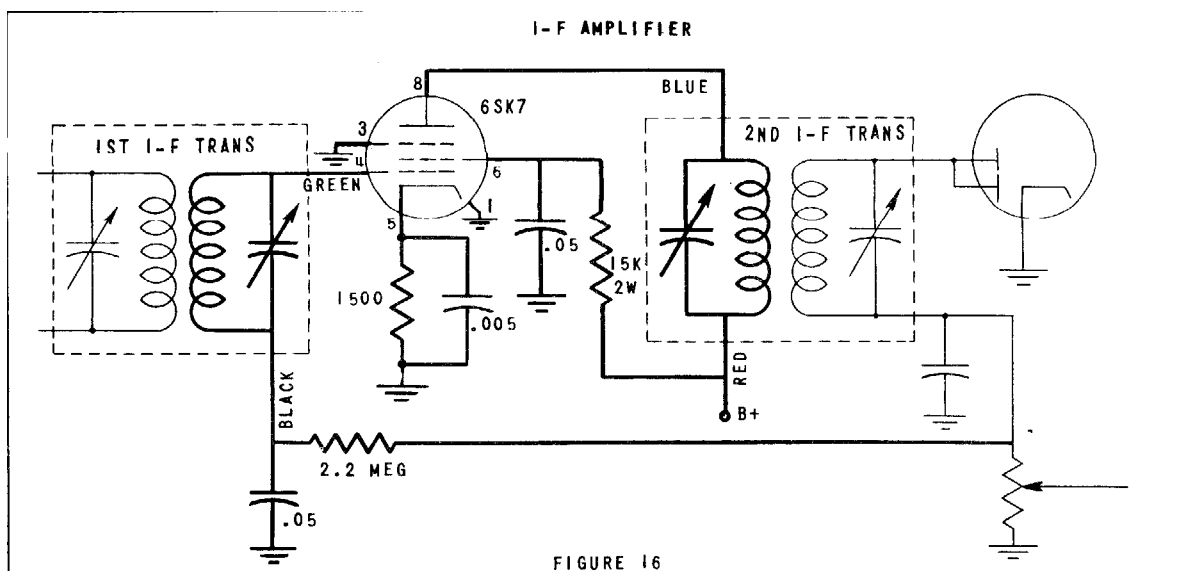 I-F AMPLIFIER
8
BLUE
6SK7
1ST I-F TRANS
2ND I-F TRANS
3
4
GREEN
6
1
5
.05
15K
2W
1500
.005
BLACK
RED
B+
2.2 MEG
.05
FIGURE 16